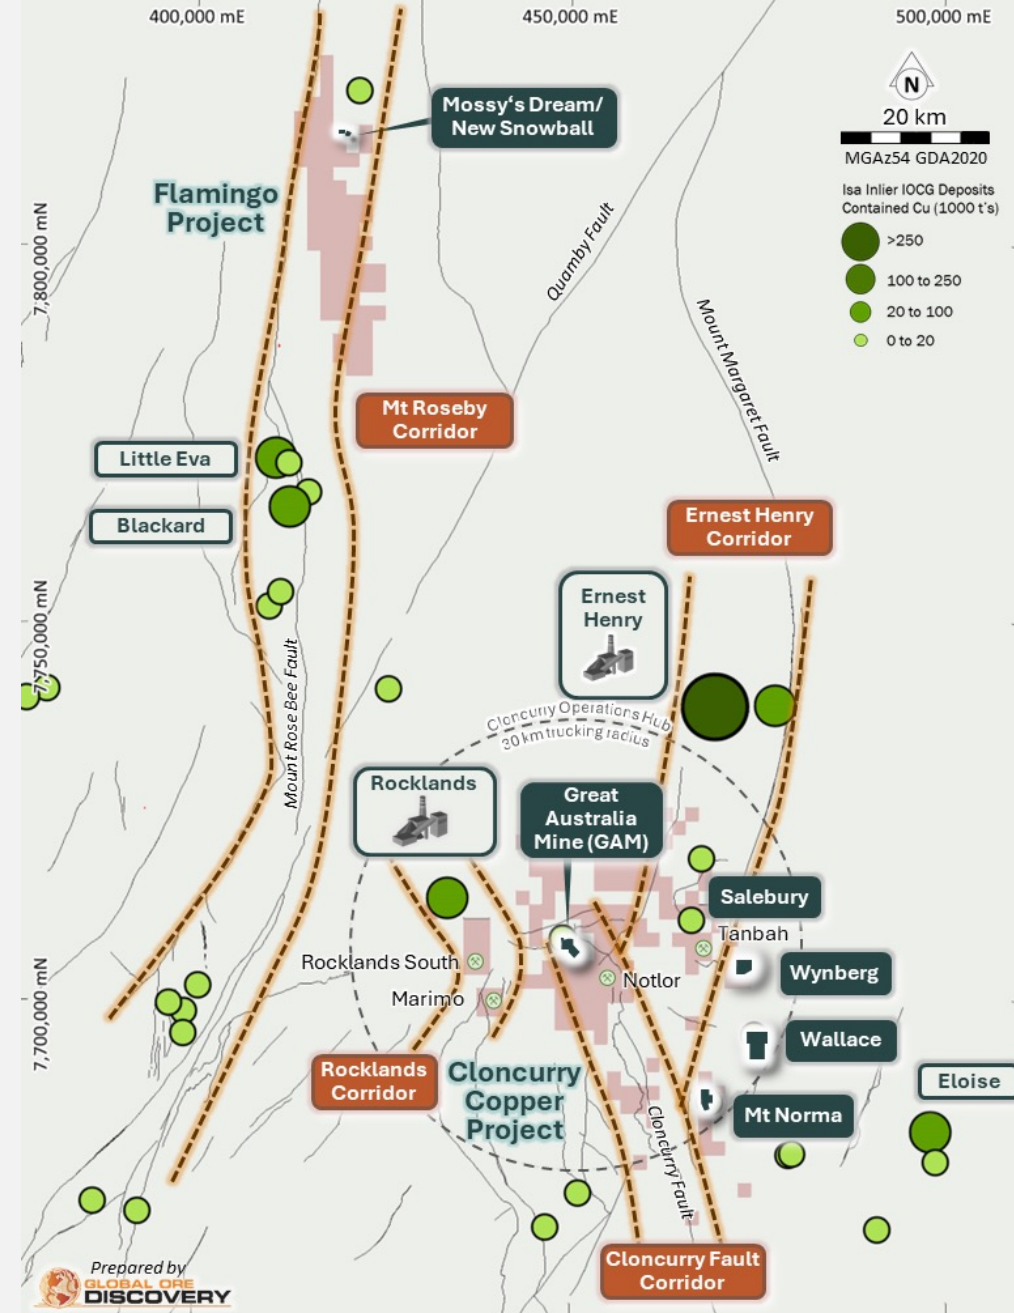 400,000 mE
450,000 mE
500,000 mE
N
20 km
MGAz54 GDA2020
Isa Inlier IOCG Deposits
Contained Cu (1000 t's)
>250
100 to 250
20 to 100
0 to 20
Mossy's Dream/
New Snowball
Flamingo
Project
7,800,000 mN
Quamby Fault
Mount Margaret Fault
Mt Roseby
Corridor
Little Eva
Blackard
Ernest Henry
Corridor
Ernest
Henry
7,750,000 mN
Mount Rose Bee Fault
Cloncurry Operations Hub
30 km trucking radius
Rocklands
Great
Australia
Mine (GAM)
Salebury
Tanbah
Rocklands South
Notlor
Wynberg
Marimo
7,700,000 mN
Wallace
Rocklands
Corridor
Cloncurry
Copper
Project
Eloise
Mt Norma
Cloncurry Fault
Cloncurry Fault
Corridor
Prepared by
GLOBAL ORE
DISCOVERY